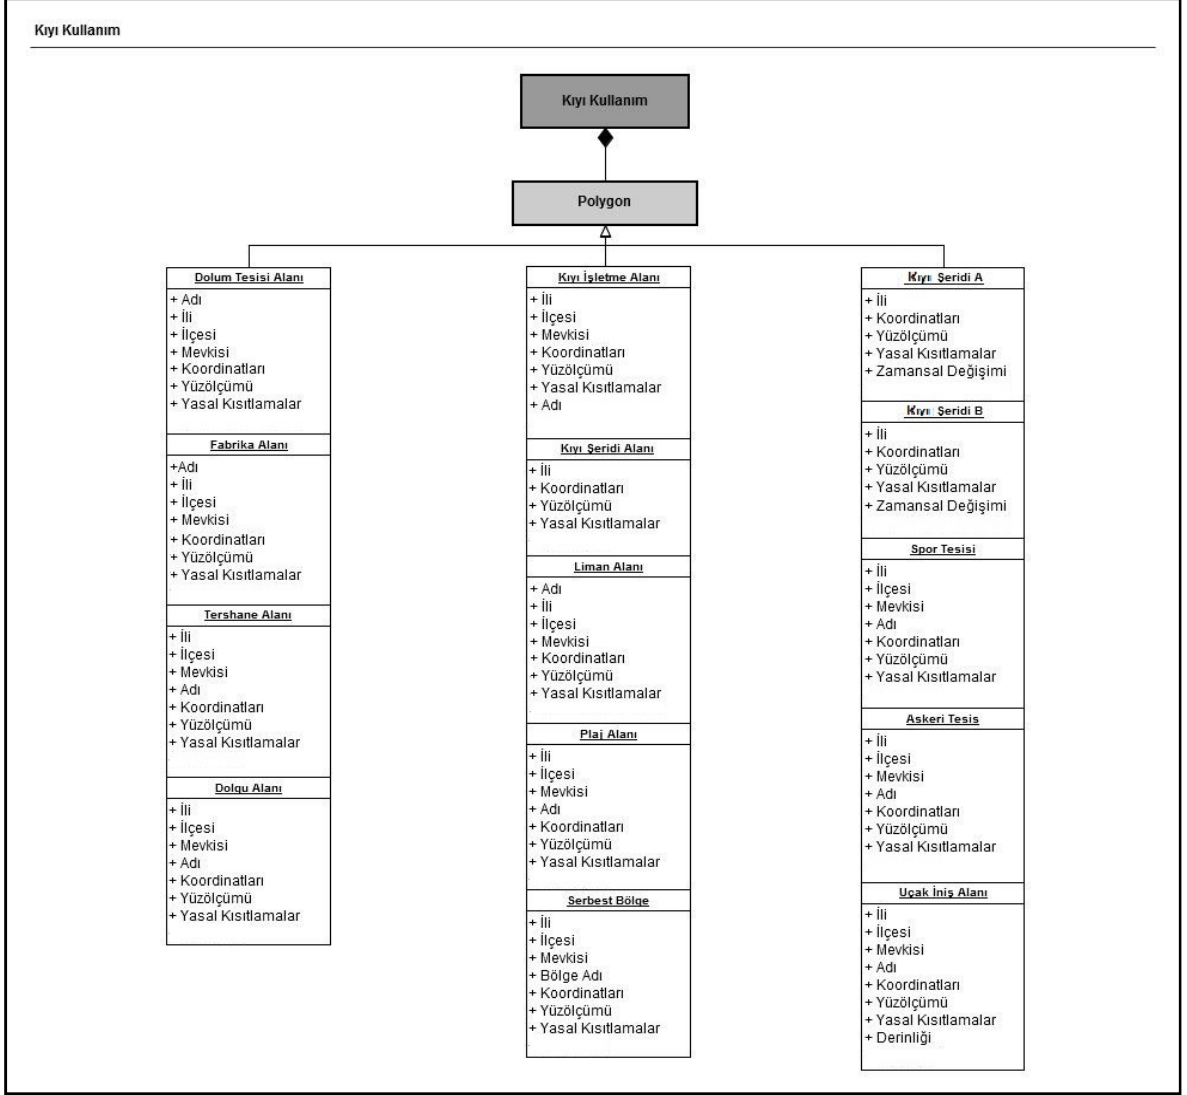 Kıyı Kullanım
Kıyı Kullanım
Polygon
Dolum Tesisi Alanı
+ Adı
+ İli
+ İlçesi
+ Mevkisi
+ Koordinatları
+ Yüzölçümü
+ Yasal Kısıtlamalar
Fabrika Alanı
+Adı
+ İli
+ İlçesi
+ Mevkisi
+ Koordinatları
+ Yüzölçümü
+ Yasal Kısıtlamalar
Tershane Alanı
+ İli
+ İlçesi
+ Mevkisi
+ Adı
+ Koordinatları
+ Yüzölçümü
+ Yasal Kısıtlamalar
Dolgu Alanı
+ İli
+ İlçesi
+ Mevkisi
+ Adı
+ Koordinatları
+ Yüzölçümü
+ Yasal Kısıtlamalar
Kıyı İşletme Alanı
+ İli
+ İlçesi
+ Mevkisi
+ Koordinatları
+ Yüzölçümü
+ Yasal Kısıtlamalar
+ Adı
Kıyı Şeridi Alanı
+ İli
+ Koordinatları
+ Yüzölçümü
+ Yasal Kısıtlamalar
Liman Alanı
+ Adı
+ İli
+ İlçesi
+ Mevkisi
+ Koordinatları
+ Yüzölçümü
+ Yasal Kısıtlamalar
Plaj Alanı
+ İli
+ İlçesi
+ Mevkisi
+ Adı
+ Koordinatları
+ Yüzölçümü
+ Yasal Kısıtlamalar
Serbest Bölge
+ İli
+ İlçesi
+ Mevkisi
+ Bölge Adı
+ Koordinatları
+ Yüzölçümü
+ Yasal Kısıtlamalar
Kıyı Şeridi A
+ İli
+ Koordinatları
+ Yüzölçümü
+ Yasal Kısıtlamalar
+ Zamansal Değişimi
Kıyı Şeridi B
+ İli
+ Koordinatları
+ Yüzölçümü
+ Yasal Kısıtlamalar
+ Zamansal Değişimi
Spor Tesisi
+ İli
+ İlçesi
+ Mevkisi
+ Adı
+ Koordinatları
+ Yüzölçümü
+ Yasal Kısıtlamalar
Askeri Tesis
+ İli
+ İlçesi
+ Mevkisi
+ Adı
+ Koordinatları
+ Yüzölçümü
+ Yasal Kısıtlamalar
Uçak İniş Alanı
+ İli
+ İlçesi
+ Mevkisi
+ Adı
+ Koordinatları
+ Yüzölçümü
+ Yasal Kısıtlamalar
+ Derinliği